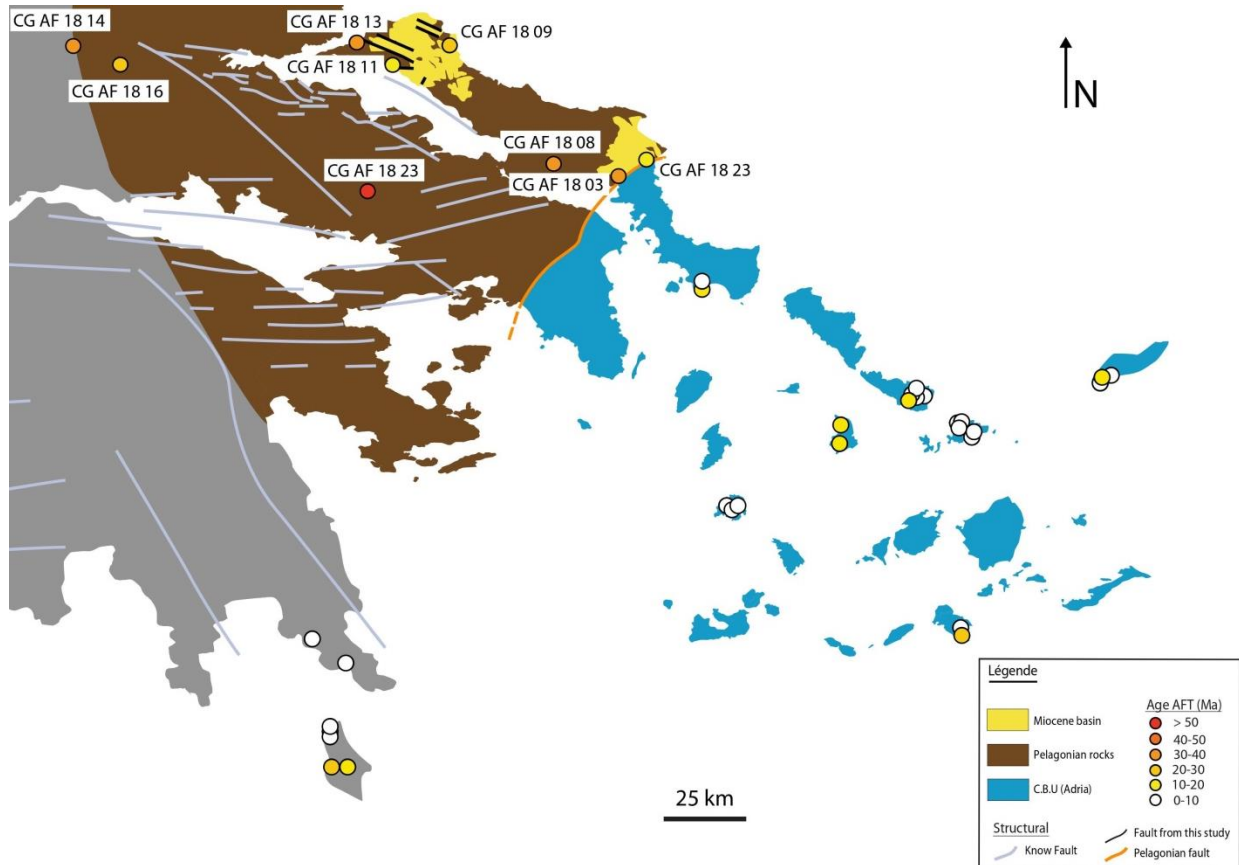 CG AF 18 14
CG AF 18 13
CG AF 18 09
CG AF 18 11
CG AF 18 16
N
CG AF 18 08
CG AF 18 23
CG AF 18 23
CG AF 18 03
25 km
Légende
Miocene basin
Pelagonian rocks
C.B.U (Adria)
Age AFT (Ma)
> 50
40-50
30-40
20-30
10-20
0-10
Structural
Know Fault
Fault from this study
Pelagonian fault